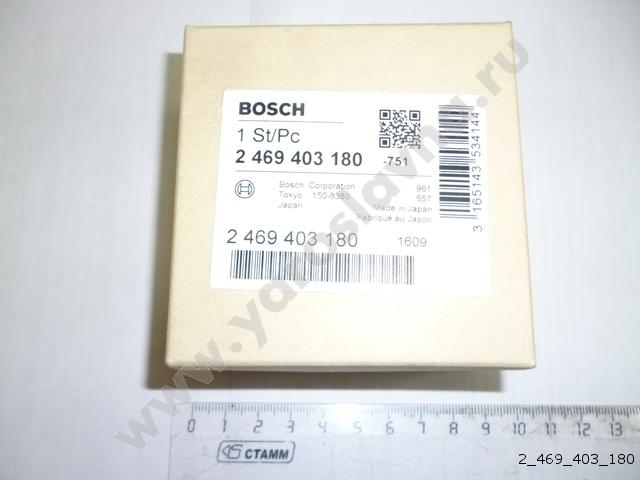 BOSCH
1 St/Pc
2 469 403 180 -751
Bosch Corporation 981
Tokyo 150-8360 557
Japan Made in Japan
Fabriqué au Japon
2 469 403 180 1609
3 165143 534144
www.yaroslavna.ru
0 1 2 3 4 5 6 7 8 9 10 11 12 13
СТАММ
2_469_403_180